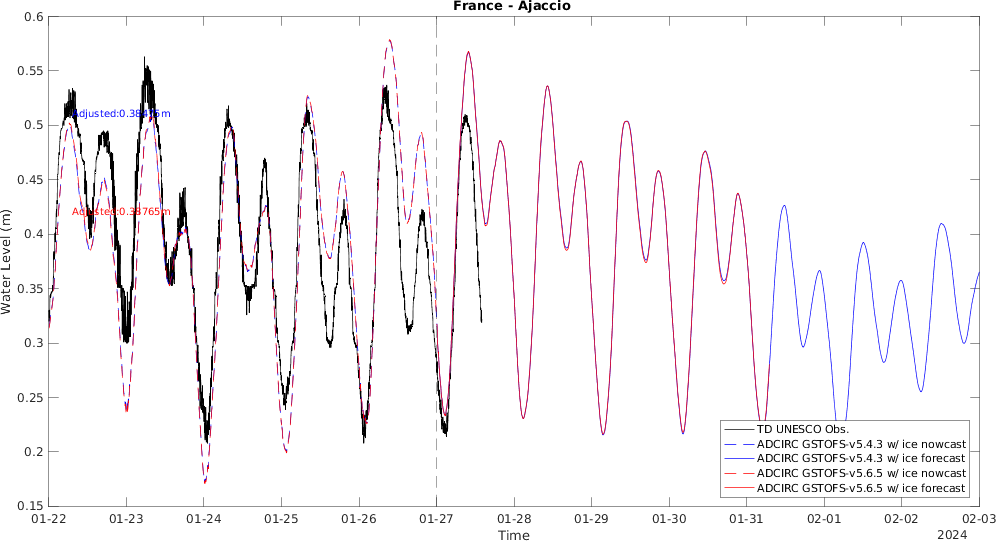 France - Ajaccio
0.6
0.55
0.5
0.45
0.4
0.35
0.3
0.25
0.2
0.15
Water Level (m)
Adjusted:0.38765m
TD UNESCO Obs.
ADCIRC GSTOFS-v5.4.3 w/ ice nowcast
ADCIRC GSTOFS-v5.4.3 w/ ice forecast
ADCIRC GSTOFS-v5.6.5 w/ ice nowcast
ADCIRC GSTOFS-v5.6.5 w/ ice forecast
01-22 01-23 01-24 01-25 01-26 01-27 01-28 01-29 01-30 01-31 02-01 02-02 02-03
Time
2024